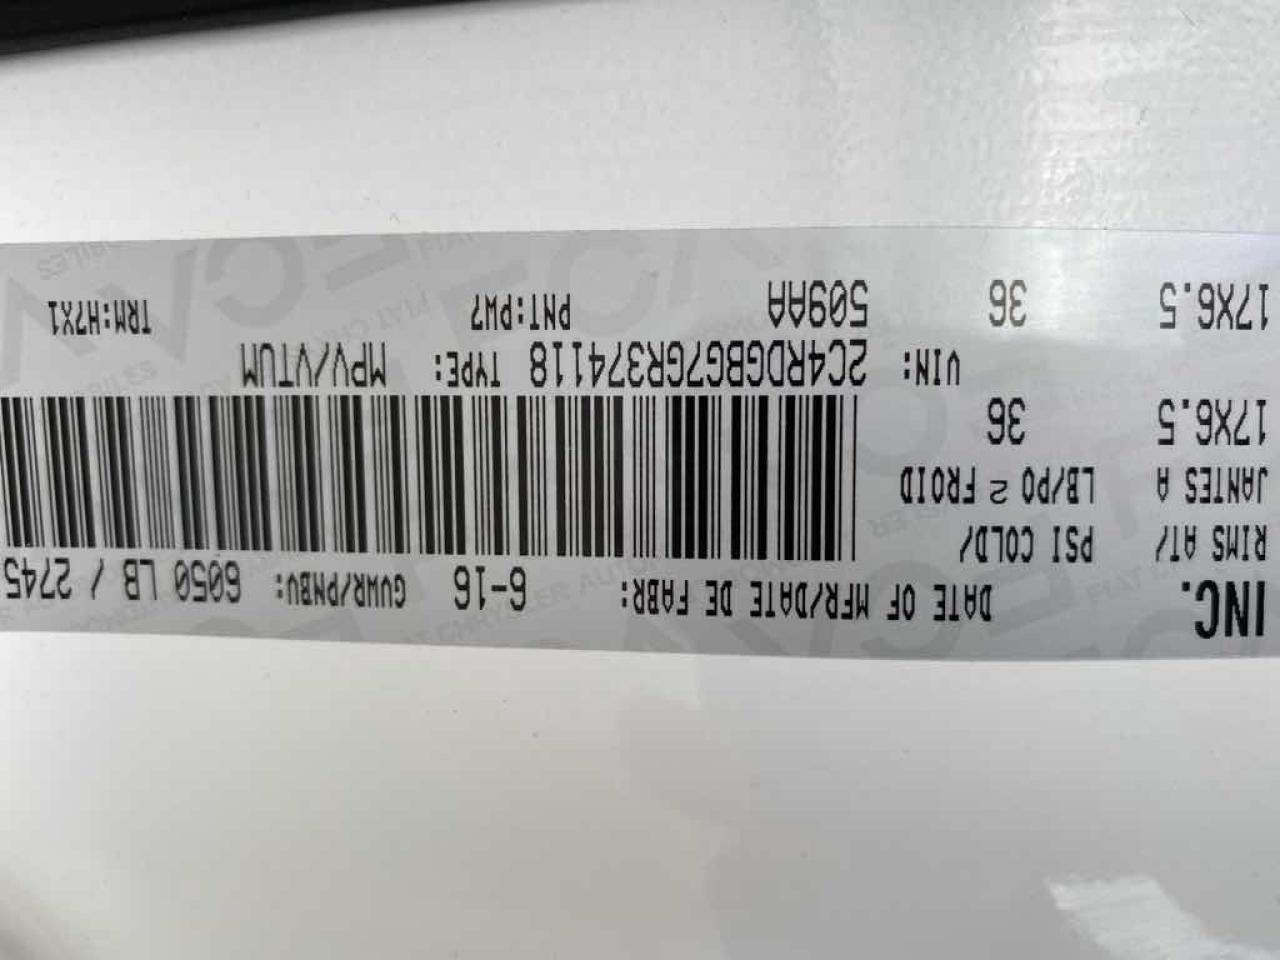 INC. DATE OF MFR/DATE DE FABR: 6-16 GVWR/PNBV: 6050 LB / 2745
RIMS AT/ PSI COLD/
JANTES A LB/PO 2 FROID
17X6.5 36
VIN: 2C4RDGBG7GR374118 TYPE: MPV/VTUM
17X6.5 36 509AA PNT:PW7 TRM:H7X1